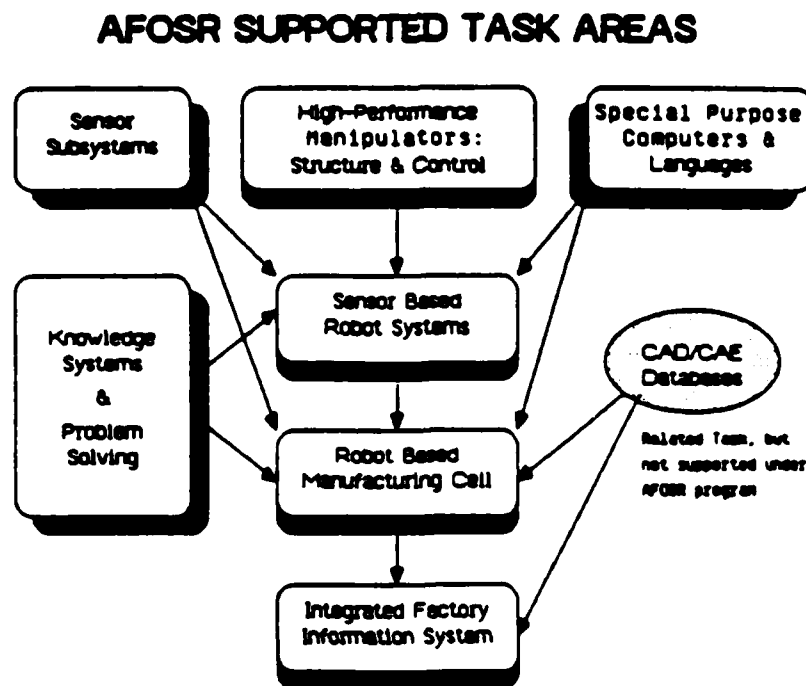 AFOSR SUPPORTED TASK AREAS
Sensor
Subsystems
High-Performance
Manipulators:
Structure & Control
Special Purpose
Computers &
Languages
Knowledge
Systems
&
Problem
Solving
Sensor Based
Robot Systems
CAD/CAE
Databases
Related Task, but
not supported under
AFOSR program
Robot Based
Manufacturing Cell
Integrated Factory
Information System